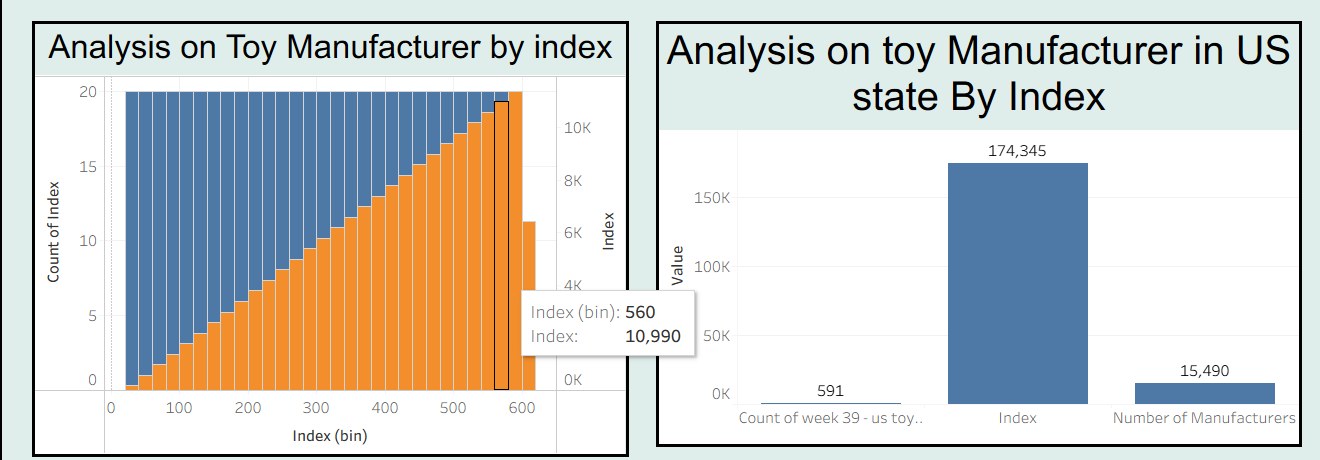 Analysis on Toy Manufacturer by index
20
15
10
5
0
Count of Index
10K
8K
6K
4K
0K
Index
0 100 200 300 400 500 600
Index (bin)
Index (bin): 560
Index: 10,990
Analysis on toy Manufacturer in US
state By Index
150K
100K
50K
0K
Value
591
174,345
15,490
Count of week 39 - us toy..
Index
Number of Manufacturers